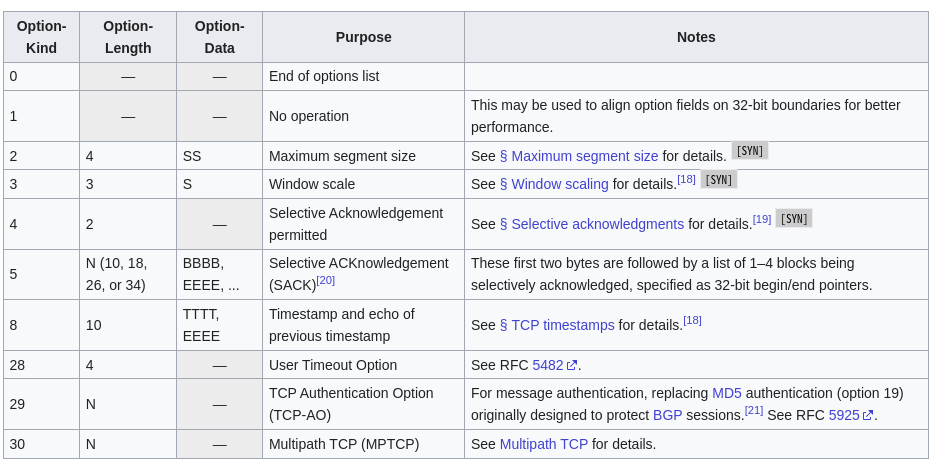 Option-Kind Option-Length Option-Data Purpose Notes
0 — — End of options list
1 — — No operation This may be used to align option fields on 32-bit boundaries for better performance.
2 4 SS Maximum segment size See § Maximum segment size for details. [SYN]
3 3 S Window scale See § Window scaling for details.[18] [SYN]
4 2 — Selective Acknowledgement permitted See § Selective acknowledgments for details.[19] [SYN]
5 N (10, 18, 26, or 34) BBBB, EEEE, ... Selective ACKnowledgement (SACK)[20] These first two bytes are followed by a list of 1–4 blocks being selectively acknowledged, specified as 32-bit begin/end pointers.
8 10 TTTT, EEEE Timestamp and echo of previous timestamp See § TCP timestamps for details.[18]
28 4 — User Timeout Option See RFC 5482.
29 N — TCP Authentication Option (TCP-AO) For message authentication, replacing MD5 authentication (option 19) originally designed to protect BGP sessions.[21] See RFC 5925.
30 N — Multipath TCP (MPTCP) See Multipath TCP for details.